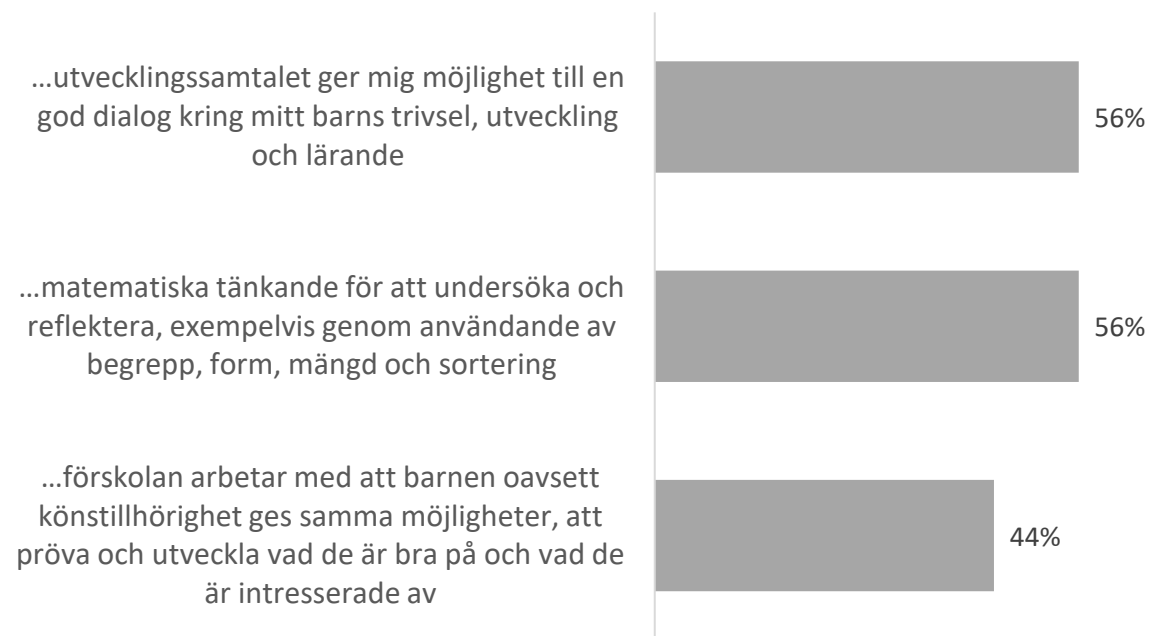 ...utvecklingssamtalet ger mig möjlighet till en
god dialog kring mitt barns trivsel, utveckling
och lärande
56%
...matematiska tänkande för att undersöka och
reflektera, exempelvis genom användande av
begrepp, form, mängd och sortering
56%
...förskolan arbetar med att barnen oavsett
könstillhörighet ges samma möjligheter, att
pröva och utveckla vad de är bra på och vad de
är intresserade av
44%